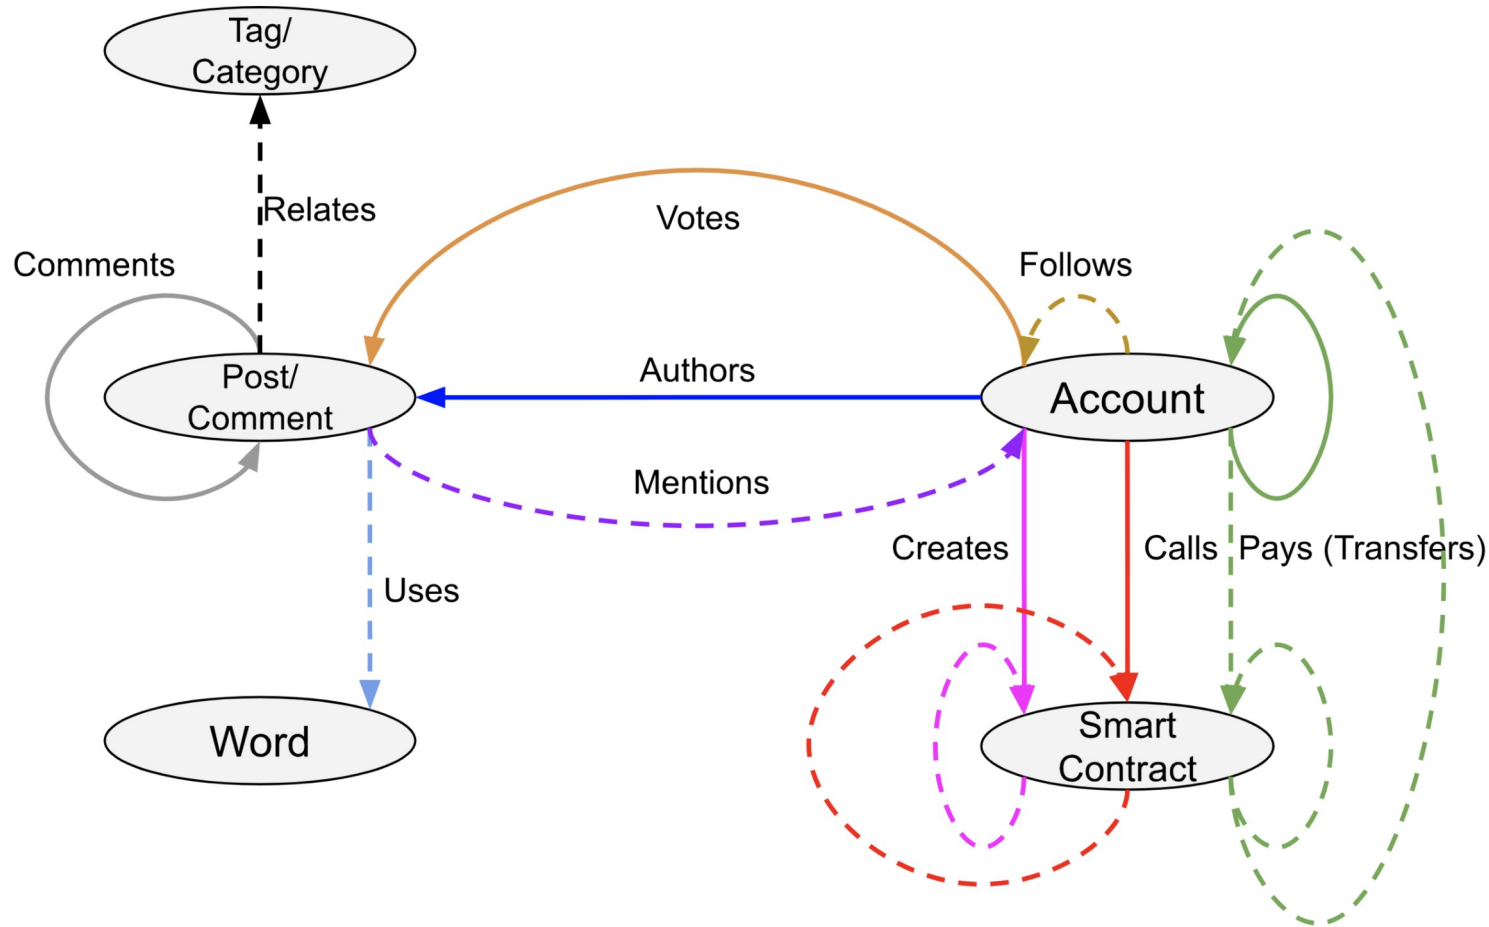 Tag/
Category
Relates
Votes
Comments
Follows
Post/
Comment
Authors
Account
Mentions
Creates
Calls
Pays (Transfers)
Uses
Word
Smart
Contract